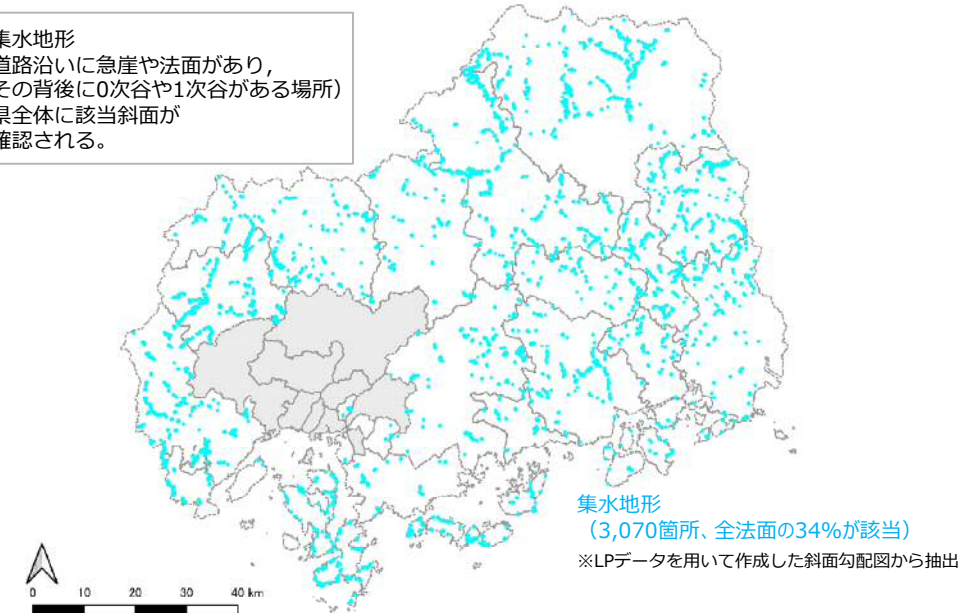 集水地形
道路沿いに急崖や法面があり,
その背後に0次谷や1次谷がある場所）
県全体に該当斜面が
確認される。
集水地形
（3,070箇所、全法面の34%が該当）
※LPデータを用いて作成した斜面勾配図から抽出
0 10 20 30 40 km